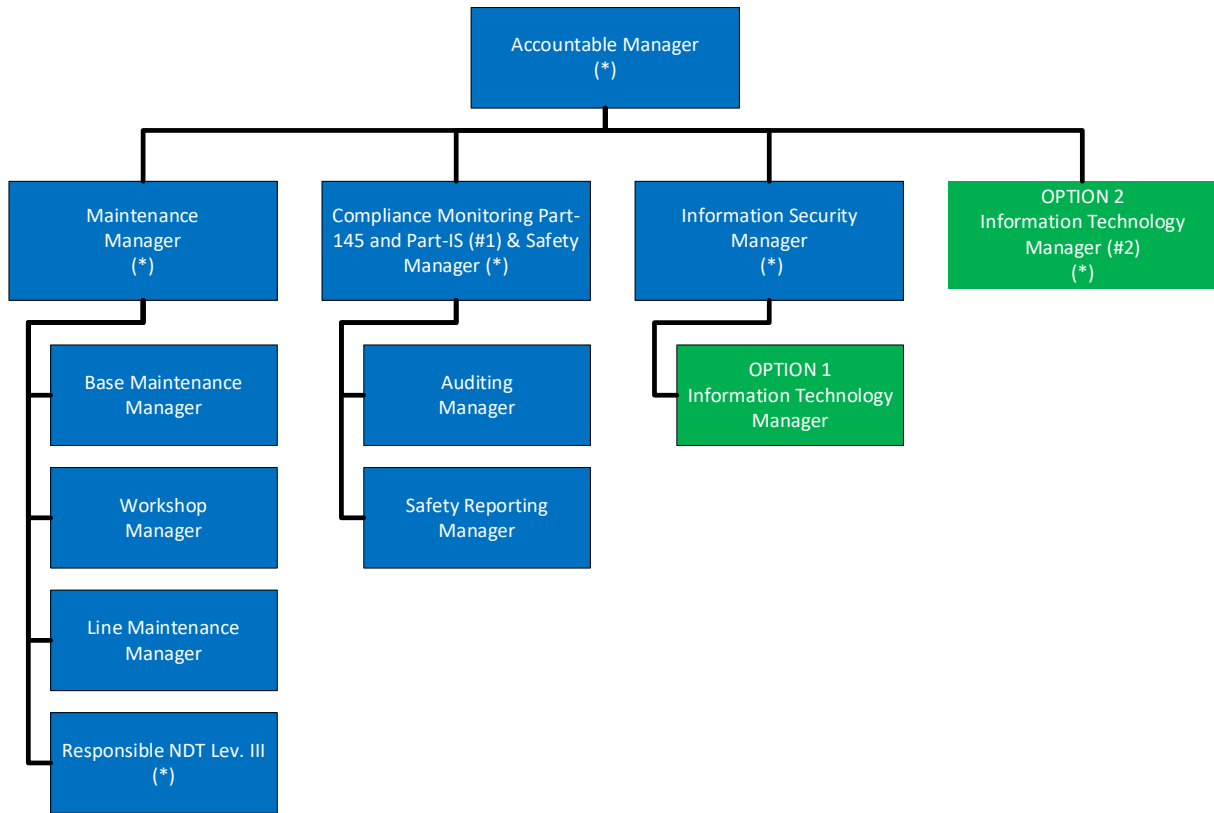 Accountable Manager
(*)
Maintenance
Manager
(*)
Compliance Monitoring Part-
145 and Part-IS (#1) & Safety
Manager (*)
Information Security
Manager
(*)
OPTION 2
Information Technology
Manager (#2)
(*)
Base Maintenance
Manager
Auditing
Manager
OPTION 1
Information Technology
Manager
Workshop
Manager
Safety Reporting
Manager
Line Maintenance
Manager
Responsible NDT Lev. III
(*)